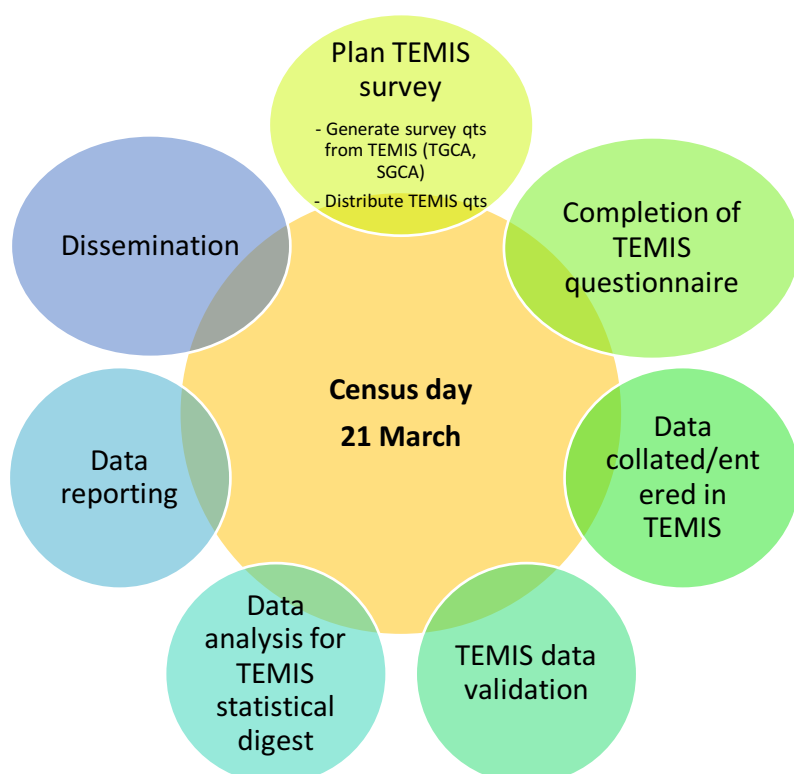 Plan TEMIS
survey
- Generate survey qts
from TEMIS (TGCA,
SGCA)
- Distribute TEMIS qts
Completion of
TEMIS
questionnaire
Data
collated/ent
ered in
TEMIS
TEMIS data
validation
Data
analysis for
TEMIS
statistical
digest
Data
reporting
Dissemination
Census day
21 March